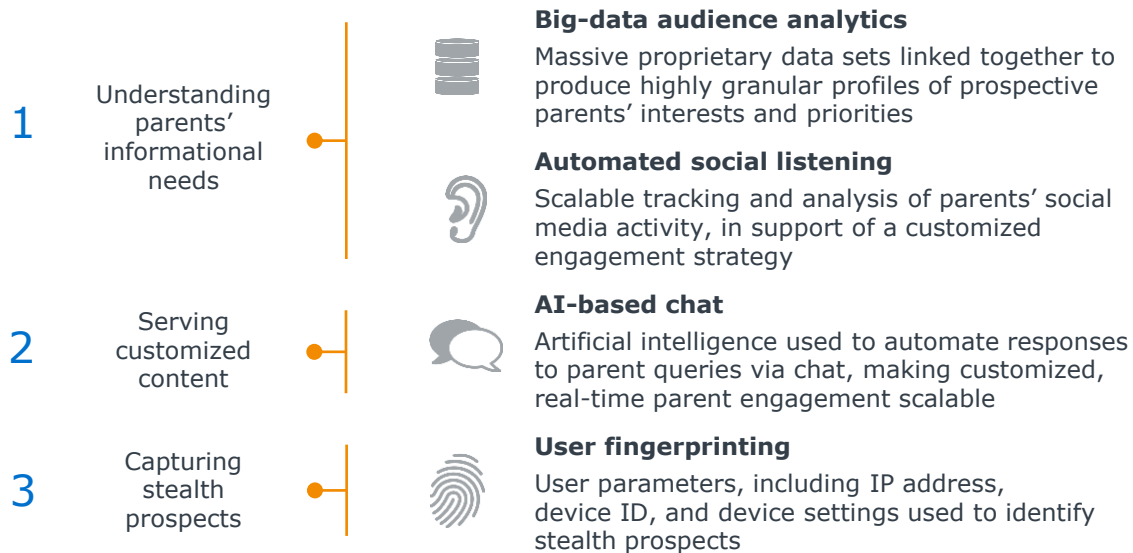 1
Understanding
parents’
informational
needs
Big-data audience analytics
Massive proprietary data sets linked together to
produce highly granular profiles of prospective
parents’ interests and priorities
Automated social listening
Scalable tracking and analysis of parents’ social
media activity, in support of a customized
engagement strategy
2
Serving
customized
content
AI-based chat
Artificial intelligence used to automate responses
to parent queries via chat, making customized,
real-time parent engagement scalable
3
Capturing
stealth
prospects
User fingerprinting
User parameters, including IP address,
device ID, and device settings used to identify
stealth prospects